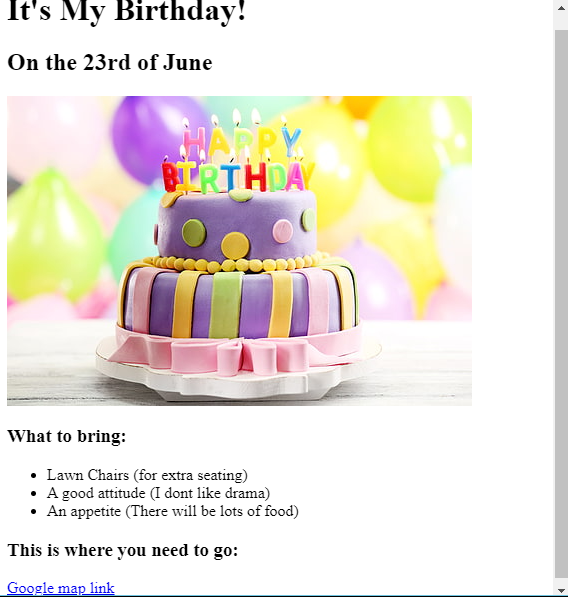 It's My Birthday!
On the 23rd of June
HAPPY
BIRTHDAY
What to bring:
Lawn Chairs (for extra seating)
A good attitude (I dont like drama)
An appetite (There will be lots of food)
This is where you need to go:
Google map link